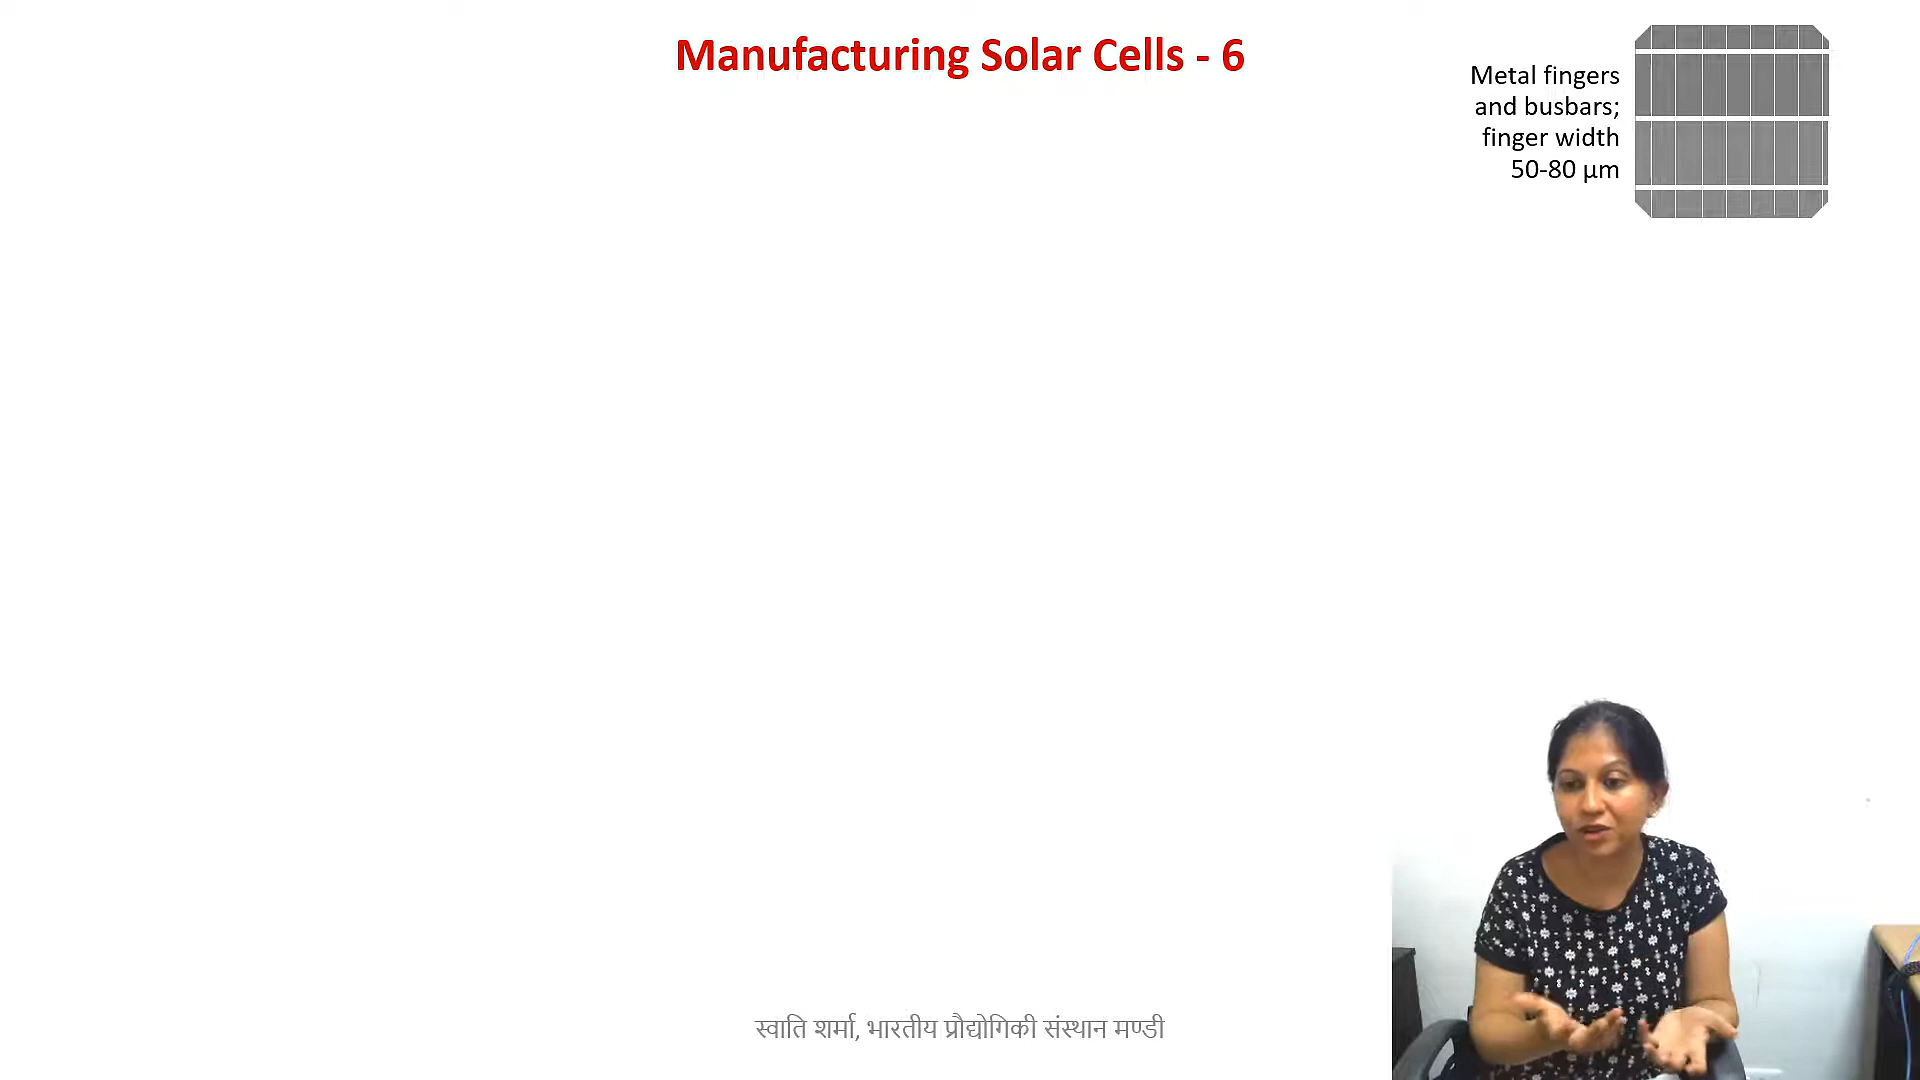 Manufacturing Solar Cells - 6
Metal fingers
and busbars;
finger width
50-80 µm
स्वाति शर्मा, भारतीय प्रौद्योगिकी संस्थान मण्डी